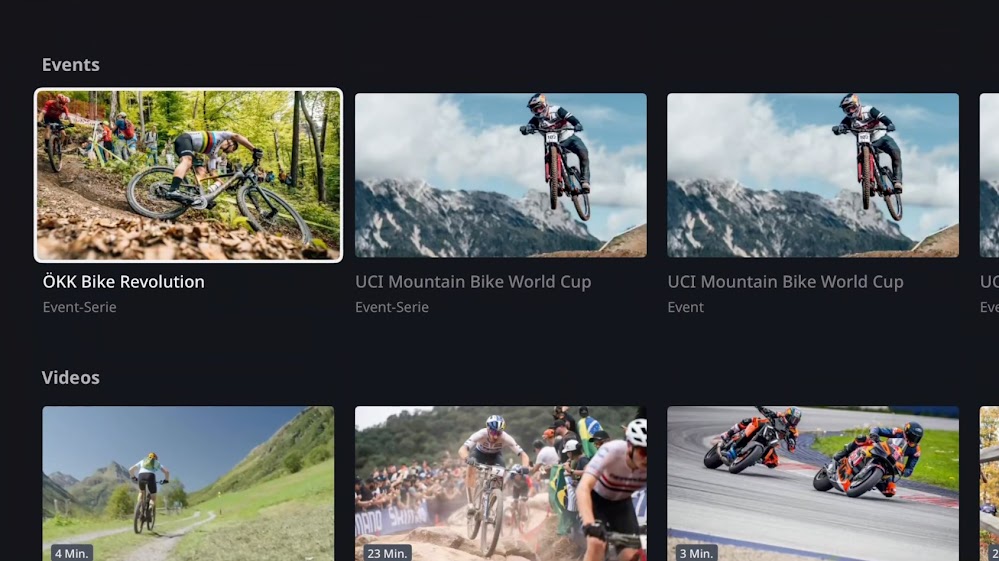 Events
ÖKK Bike Revolution
Event-Serie
UCI Mountain Bike World Cup
Event-Serie
UCI Mountain Bike World Cup
Event
UC
Eve
Videos
4 Min.
23 Min.
3 Min.
2